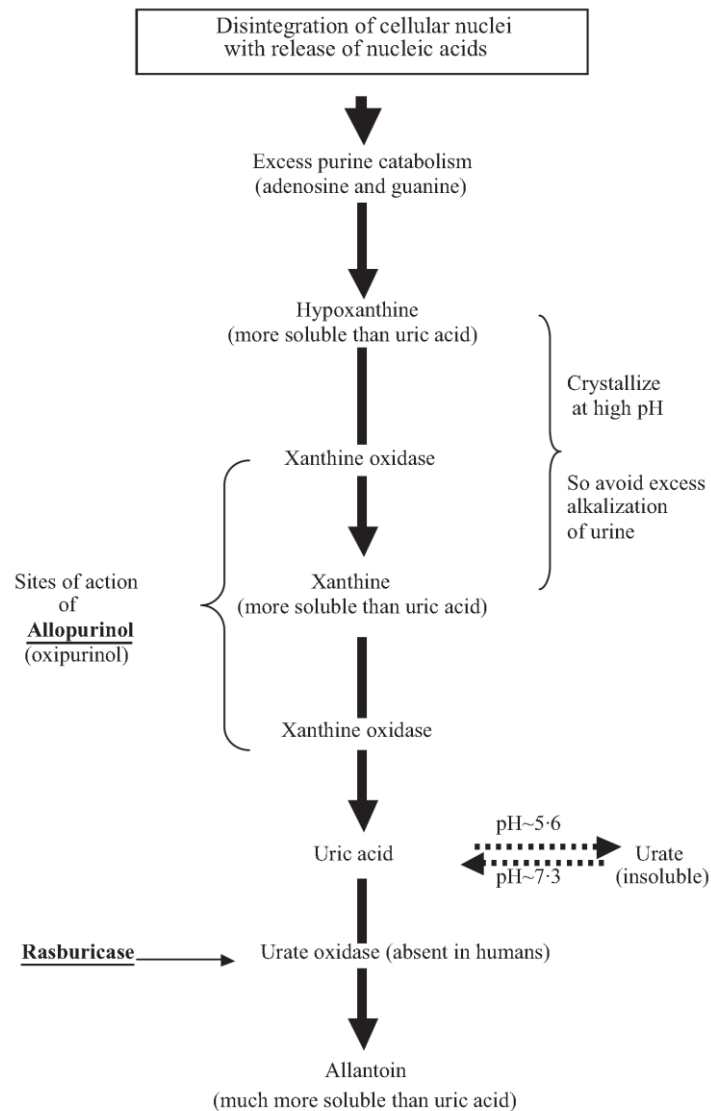 Disintegration of cellular nuclei
with release of nucleic acids
Excess purine catabolism
(adenosine and guanine)
Hypoxanthine
(more soluble than uric acid)
Crystallize
at high pH
Xanthine oxidase
So avoid excess
alkalization
of urine
Sites of action
of
Allopurinol
(oxipurinol)
Xanthine
(more soluble than uric acid)
Xanthine oxidase
Uric acid
pH~5·6
pH~7·3
Urate
(insoluble)
Rasburicase
Urate oxidase (absent in humans)
Allantoin
(much more soluble than uric acid)